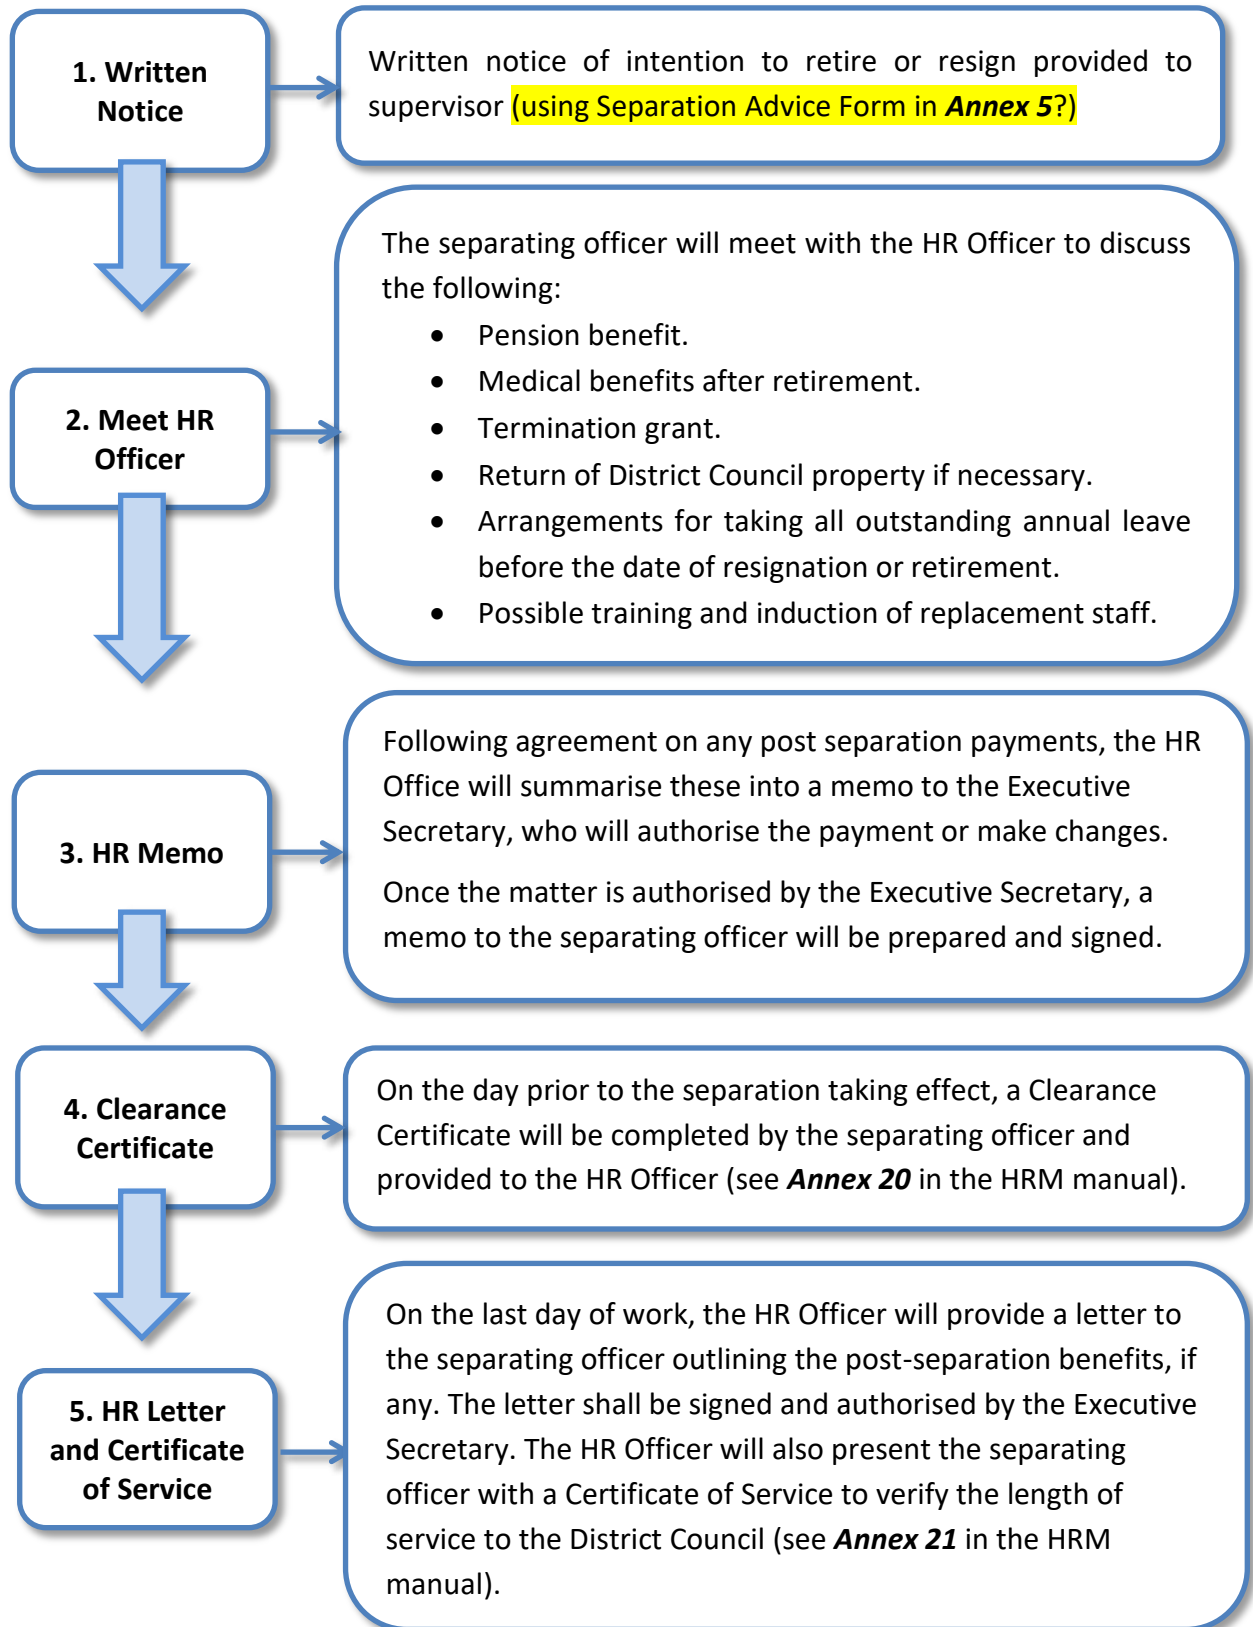 1. Written
Notice
Written notice of intention to retire or resign provided to
supervisor (using Separation Advice Form in Annex 5?)
2. Meet HR
Officer
The separating officer will meet with the HR Officer to discuss
the following:
• Pension benefit.
• Medical benefits after retirement.
• Termination grant.
• Return of District Council property if necessary.
• Arrangements for taking all outstanding annual leave
before the date of resignation or retirement.
• Possible training and induction of replacement staff.
3. HR Memo
Following agreement on any post separation payments, the HR
Office will summarise these into a memo to the Executive
Secretary, who will authorise the payment or make changes.
Once the matter is authorised by the Executive Secretary, a
memo to the separating officer will be prepared and signed.
4. Clearance
Certificate
On the day prior to the separation taking effect, a Clearance
Certificate will be completed by the separating officer and
provided to the HR Officer (see Annex 20 in the HRM manual).
5. HR Letter
and Certificate
of Service
On the last day of work, the HR Officer will provide a letter to
the separating officer outlining the post-separation benefits, if
any. The letter shall be signed and authorised by the Executive
Secretary. The HR Officer will also present the separating
officer with a Certificate of Service to verify the length of
service to the District Council (see Annex 21 in the HRM
manual).